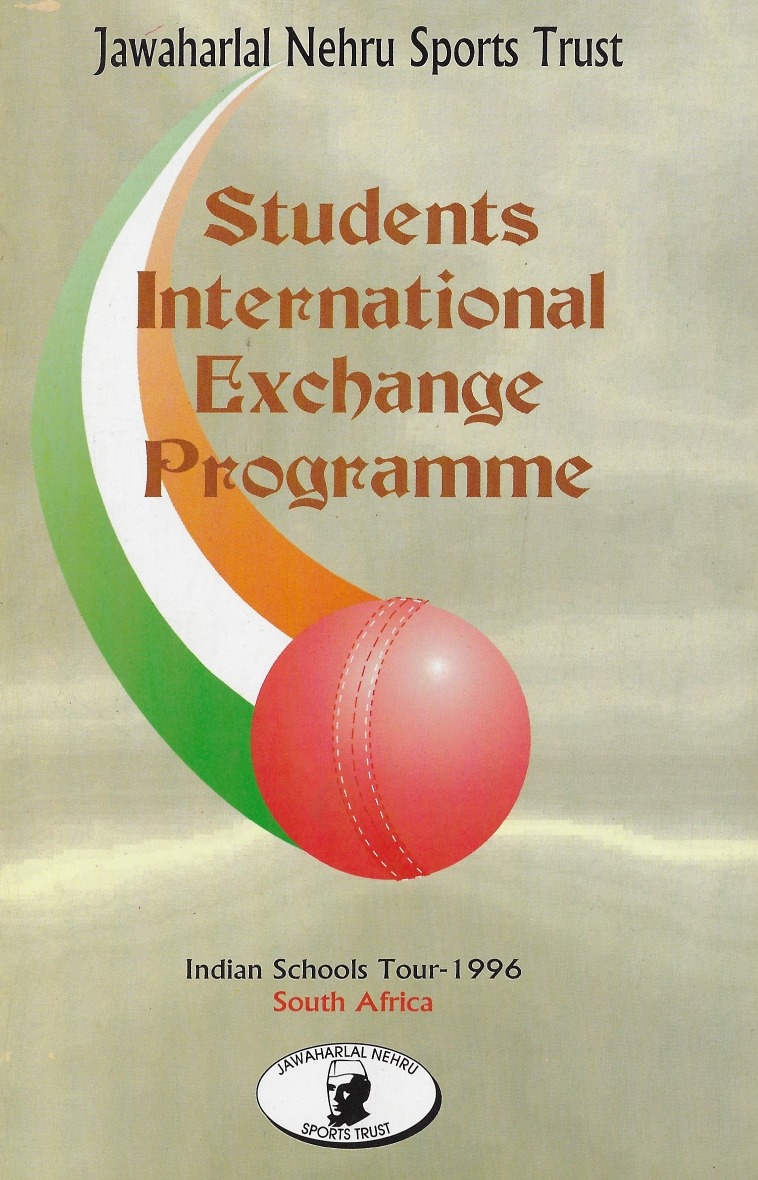 Jawaharlal Nehru Sports Trust
Students
International
Exchange
Programme
Indian Schools Tour-1996
South Africa
JAWAHARLAL NEHRU
SPORTS TRUST